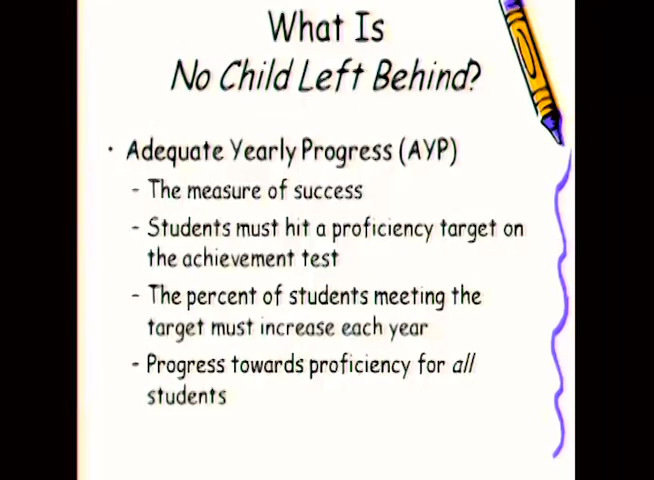 What Is
No Child Left Behind?
• Adequate Yearly Progress (AYP)
- The measure of success
- Students must hit a proficiency target on
the achievement test
- The percent of students meeting the
target must increase each year
- Progress towards proficiency for all
students